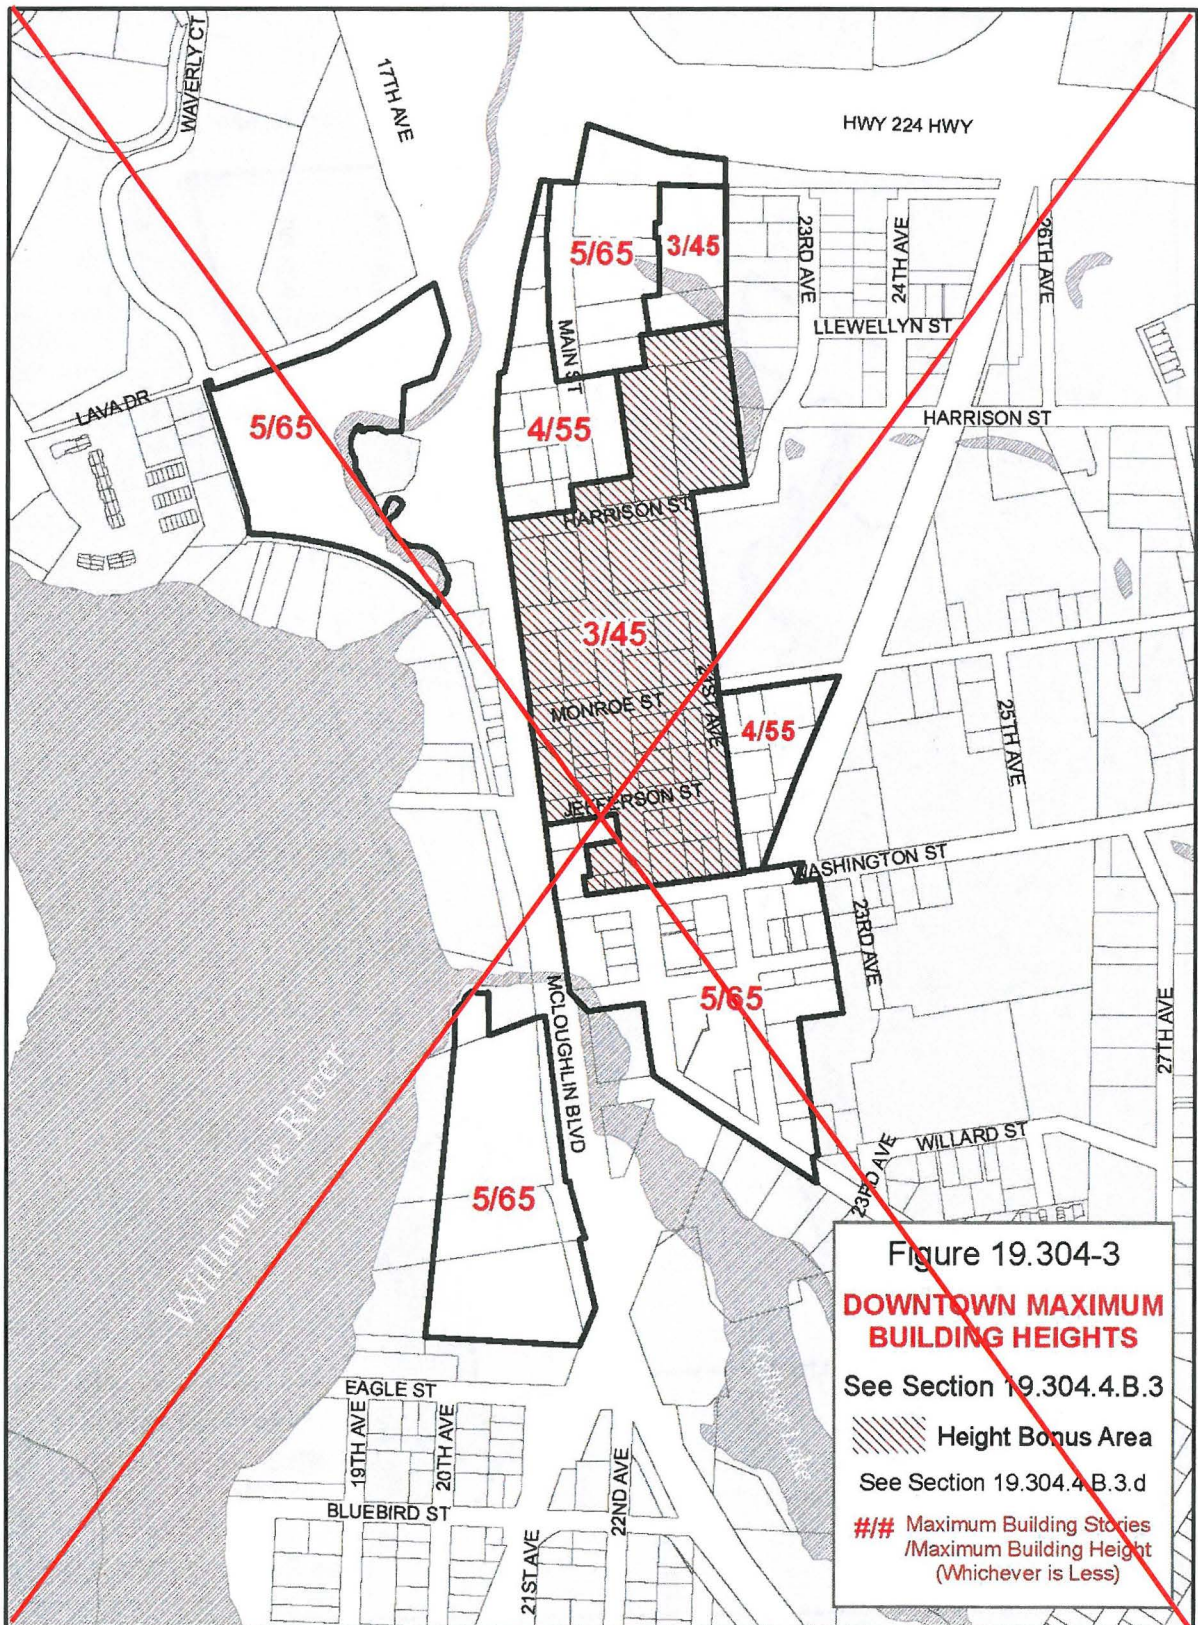 WAVERLY CT
17TH AVE
HWY 224 HWY
5/65
3/45
23RD AVE
24TH AVE
26TH AVE
MAIN ST
LLEWELLYN ST
LAVA DR
5/65
4/55
HARRISON ST
HARRISON ST
3/45
MONROE ST
21ST AVE
4/55
25TH AVE
JEFFERSON ST
WASHINGTON ST
23RD AVE
MCLOUGHLIN BLVD
5/65
27TH AVE
Willamette River
WILLARD ST
23RD AVE
5/65
Kellogg Lake
EAGLE ST
19TH AVE
20TH AVE
22ND AVE
BLUEBIRD ST
21ST AVE
Figure 19.304-3
DOWNTOWN MAXIMUM
BUILDING HEIGHTS
See Section 19.304.4.B.3
Height Bonus Area
See Section 19.304.4.B.3.d
#/# Maximum Building Stories
/Maximum Building Height
(Whichever is Less)